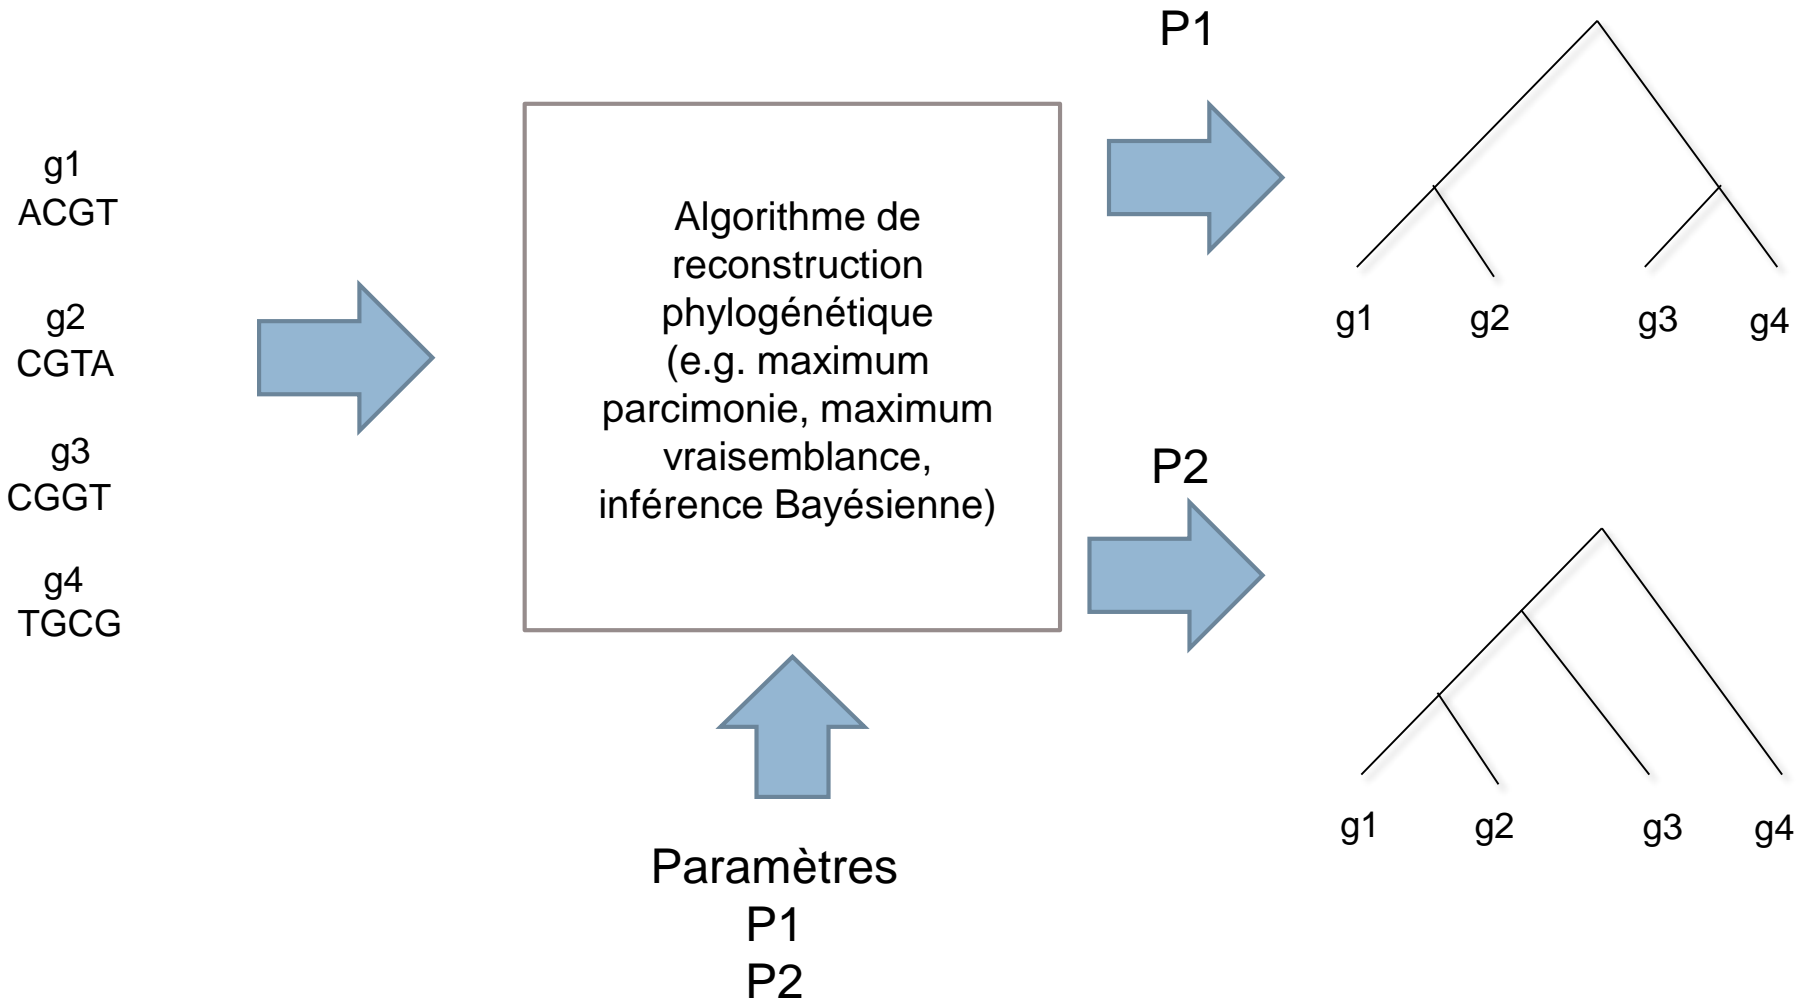 g1
ACGT
g2
CGTA
g3
CGGT
g4
TGCG
Algorithme de
reconstruction
phylogénétique
(e.g. maximum
parcimonie, maximum
vraisemblance,
inférence Bayésienne)
Paramètres
P1
P2
P1
g1 g2 g3 g4
P2
g1 g2 g3 g4